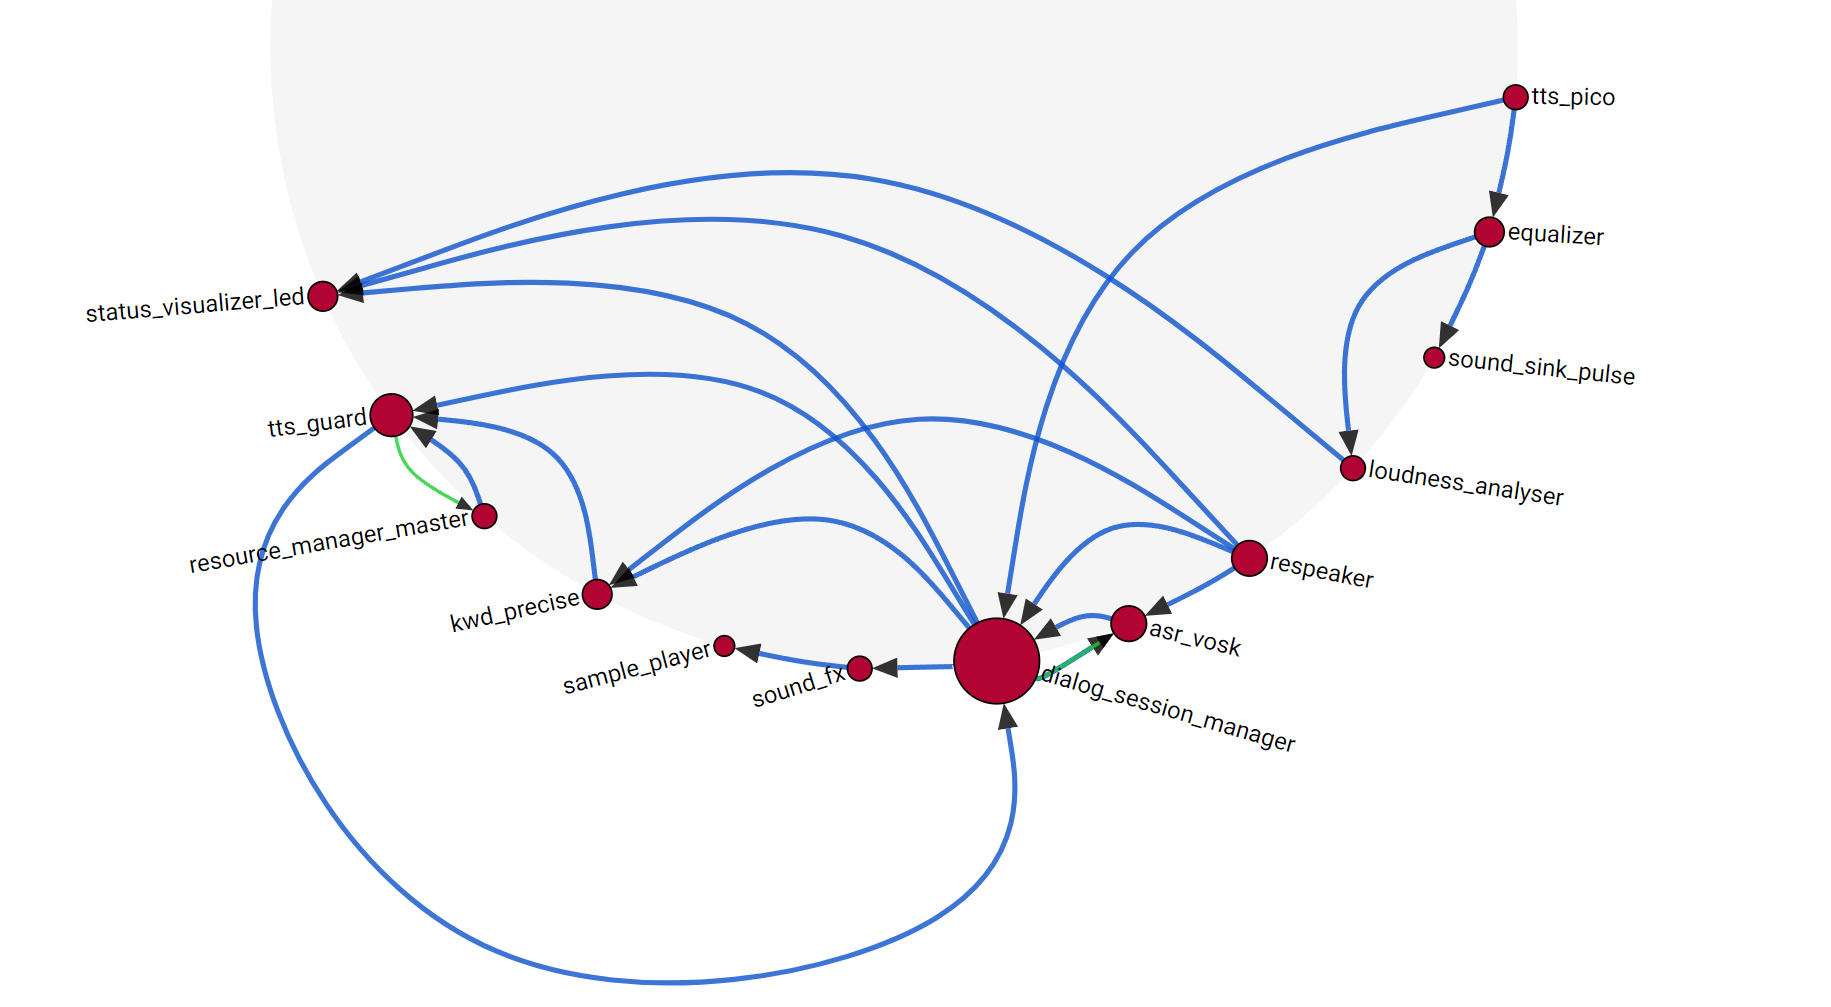 tts_pico
equalizer
status_visualizer_led
sound_sink_pulse
tts_guard
loudness_analyser
resource_manager_master
respeaker
kwd_precise
asr_vosk
sample_player
sound_fx
dialog_session_manager